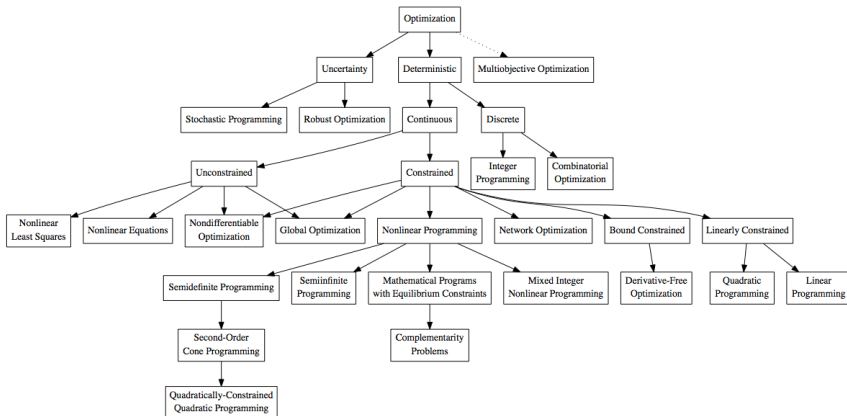 Optimization
Uncertainty
Deterministic
Multiobjective Optimization
Stochastic Programming
Robust Optimization
Continuous
Discrete
Unconstrained
Constrained
Integer
Programming
Combinatorial
Optimization
Nonlinear
Least Squares
Nonlinear Equations
Nondifferentiable
Optimization
Global Optimization
Nonlinear Programming
Network Optimization
Bound Constrained
Linearly Constrained
Semidefinite Programming
Semiinfinite
Programming
Mathematical Programs
with Equilibrium Constraints
Mixed Integer
Nonlinear Programming
Derivative-Free
Optimization
Quadratic
Programming
Linear
Programming
Second-Order
Cone Programming
Complementarity
Problems
Quadratically-Constrained
Quadratic Programming